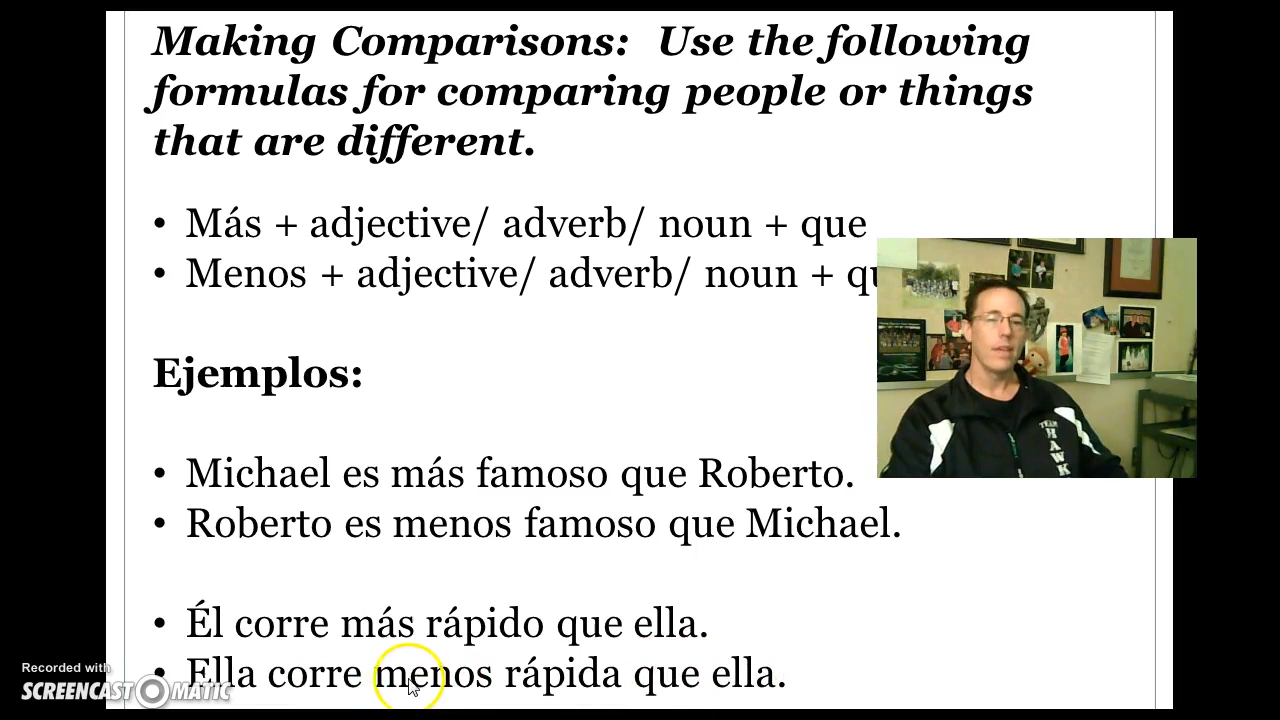 Making Comparisons: Use the following
formulas for comparing people or things
that are different.
• Más + adjective/ adverb/ noun + que
• Menos + adjective/ adverb/ noun + qu
Ejemplos:
• Michael es más famoso que Roberto.
• Roberto es menos famoso que Michael.
• Él corre más rápido que ella.
• Ella corre menos rápida que ella.
Recorded with
SCREENCAST-O-MATIC
TEAM
HAWK